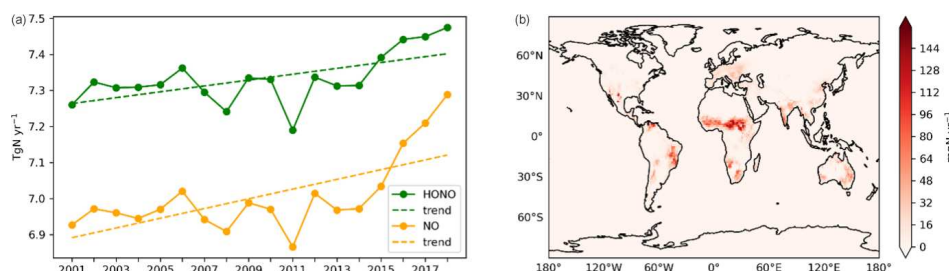 (a)
7.5
7.4
7.3
7.2
7.1
7.0
6.9
TgN yr⁻¹
2001 2003 2005 2007 2009 2011 2013 2015 2017
HONO
trend
NO
trend
(b)
60°N
30°N
0°
30°S
60°S
180° 120°W 60°W 0° 60°E 120°E 180°
144
128
112
96
80
64
48
32
16
0